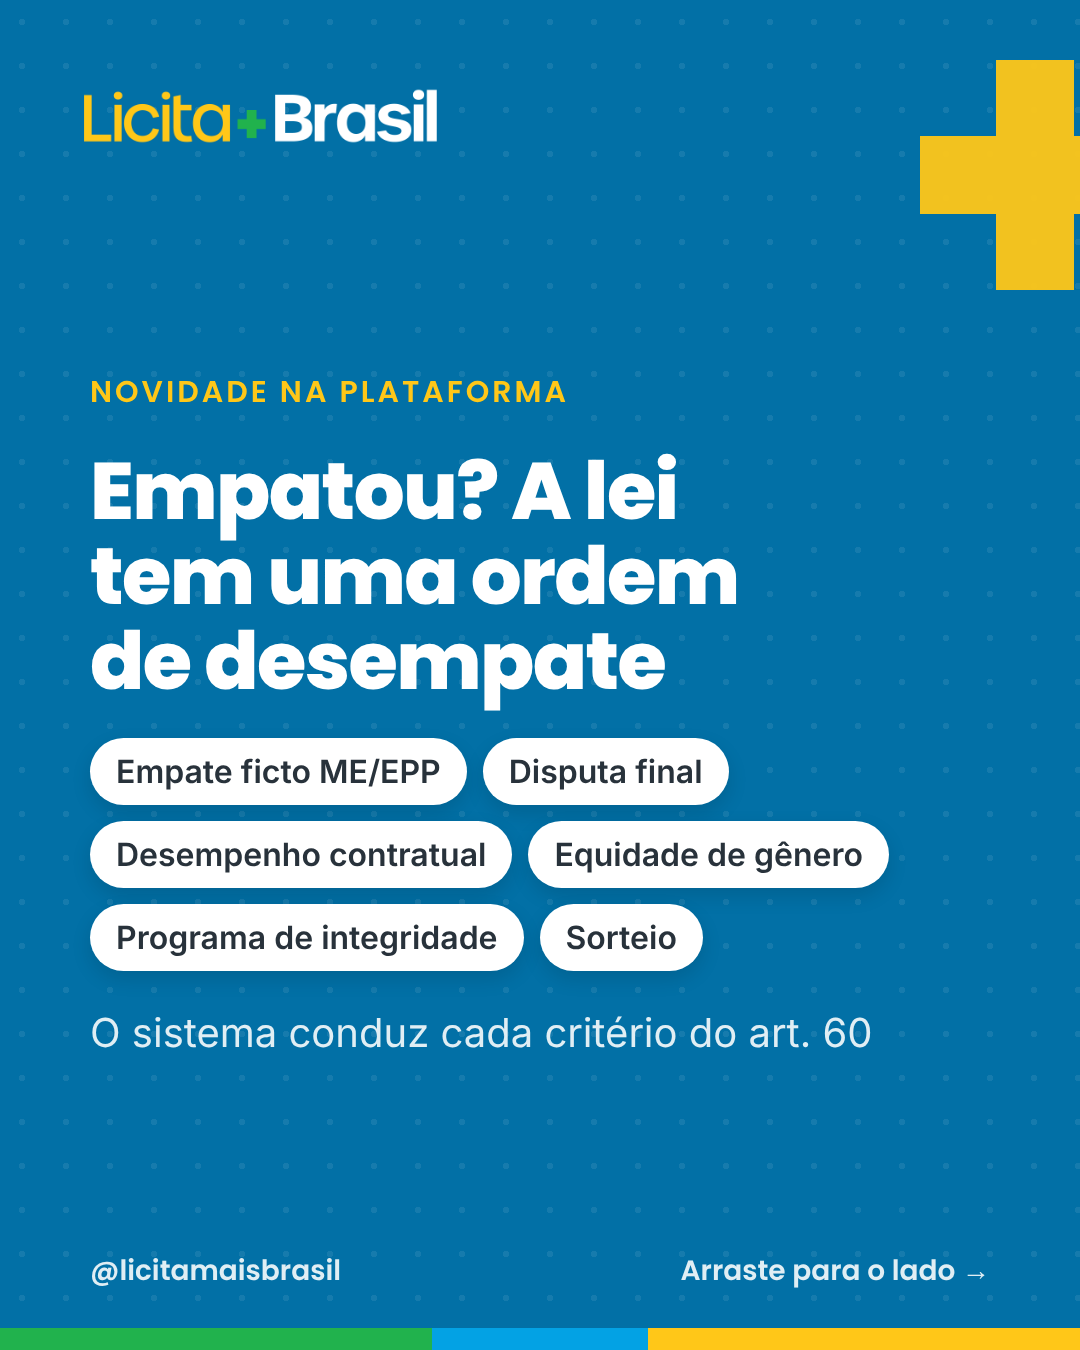 Licita+Brasil
NOVIDADE NA PLATAFORMA
Empatou? A lei
tem uma ordem
de desempate
Empate ficto ME/EPP
Disputa final
Desempenho contratual
Equidade de gênero
Programa de integridade
Sorteio
O sistema conduz cada critério do art. 60
@licitamaisbrasil
Arraste para o lado →